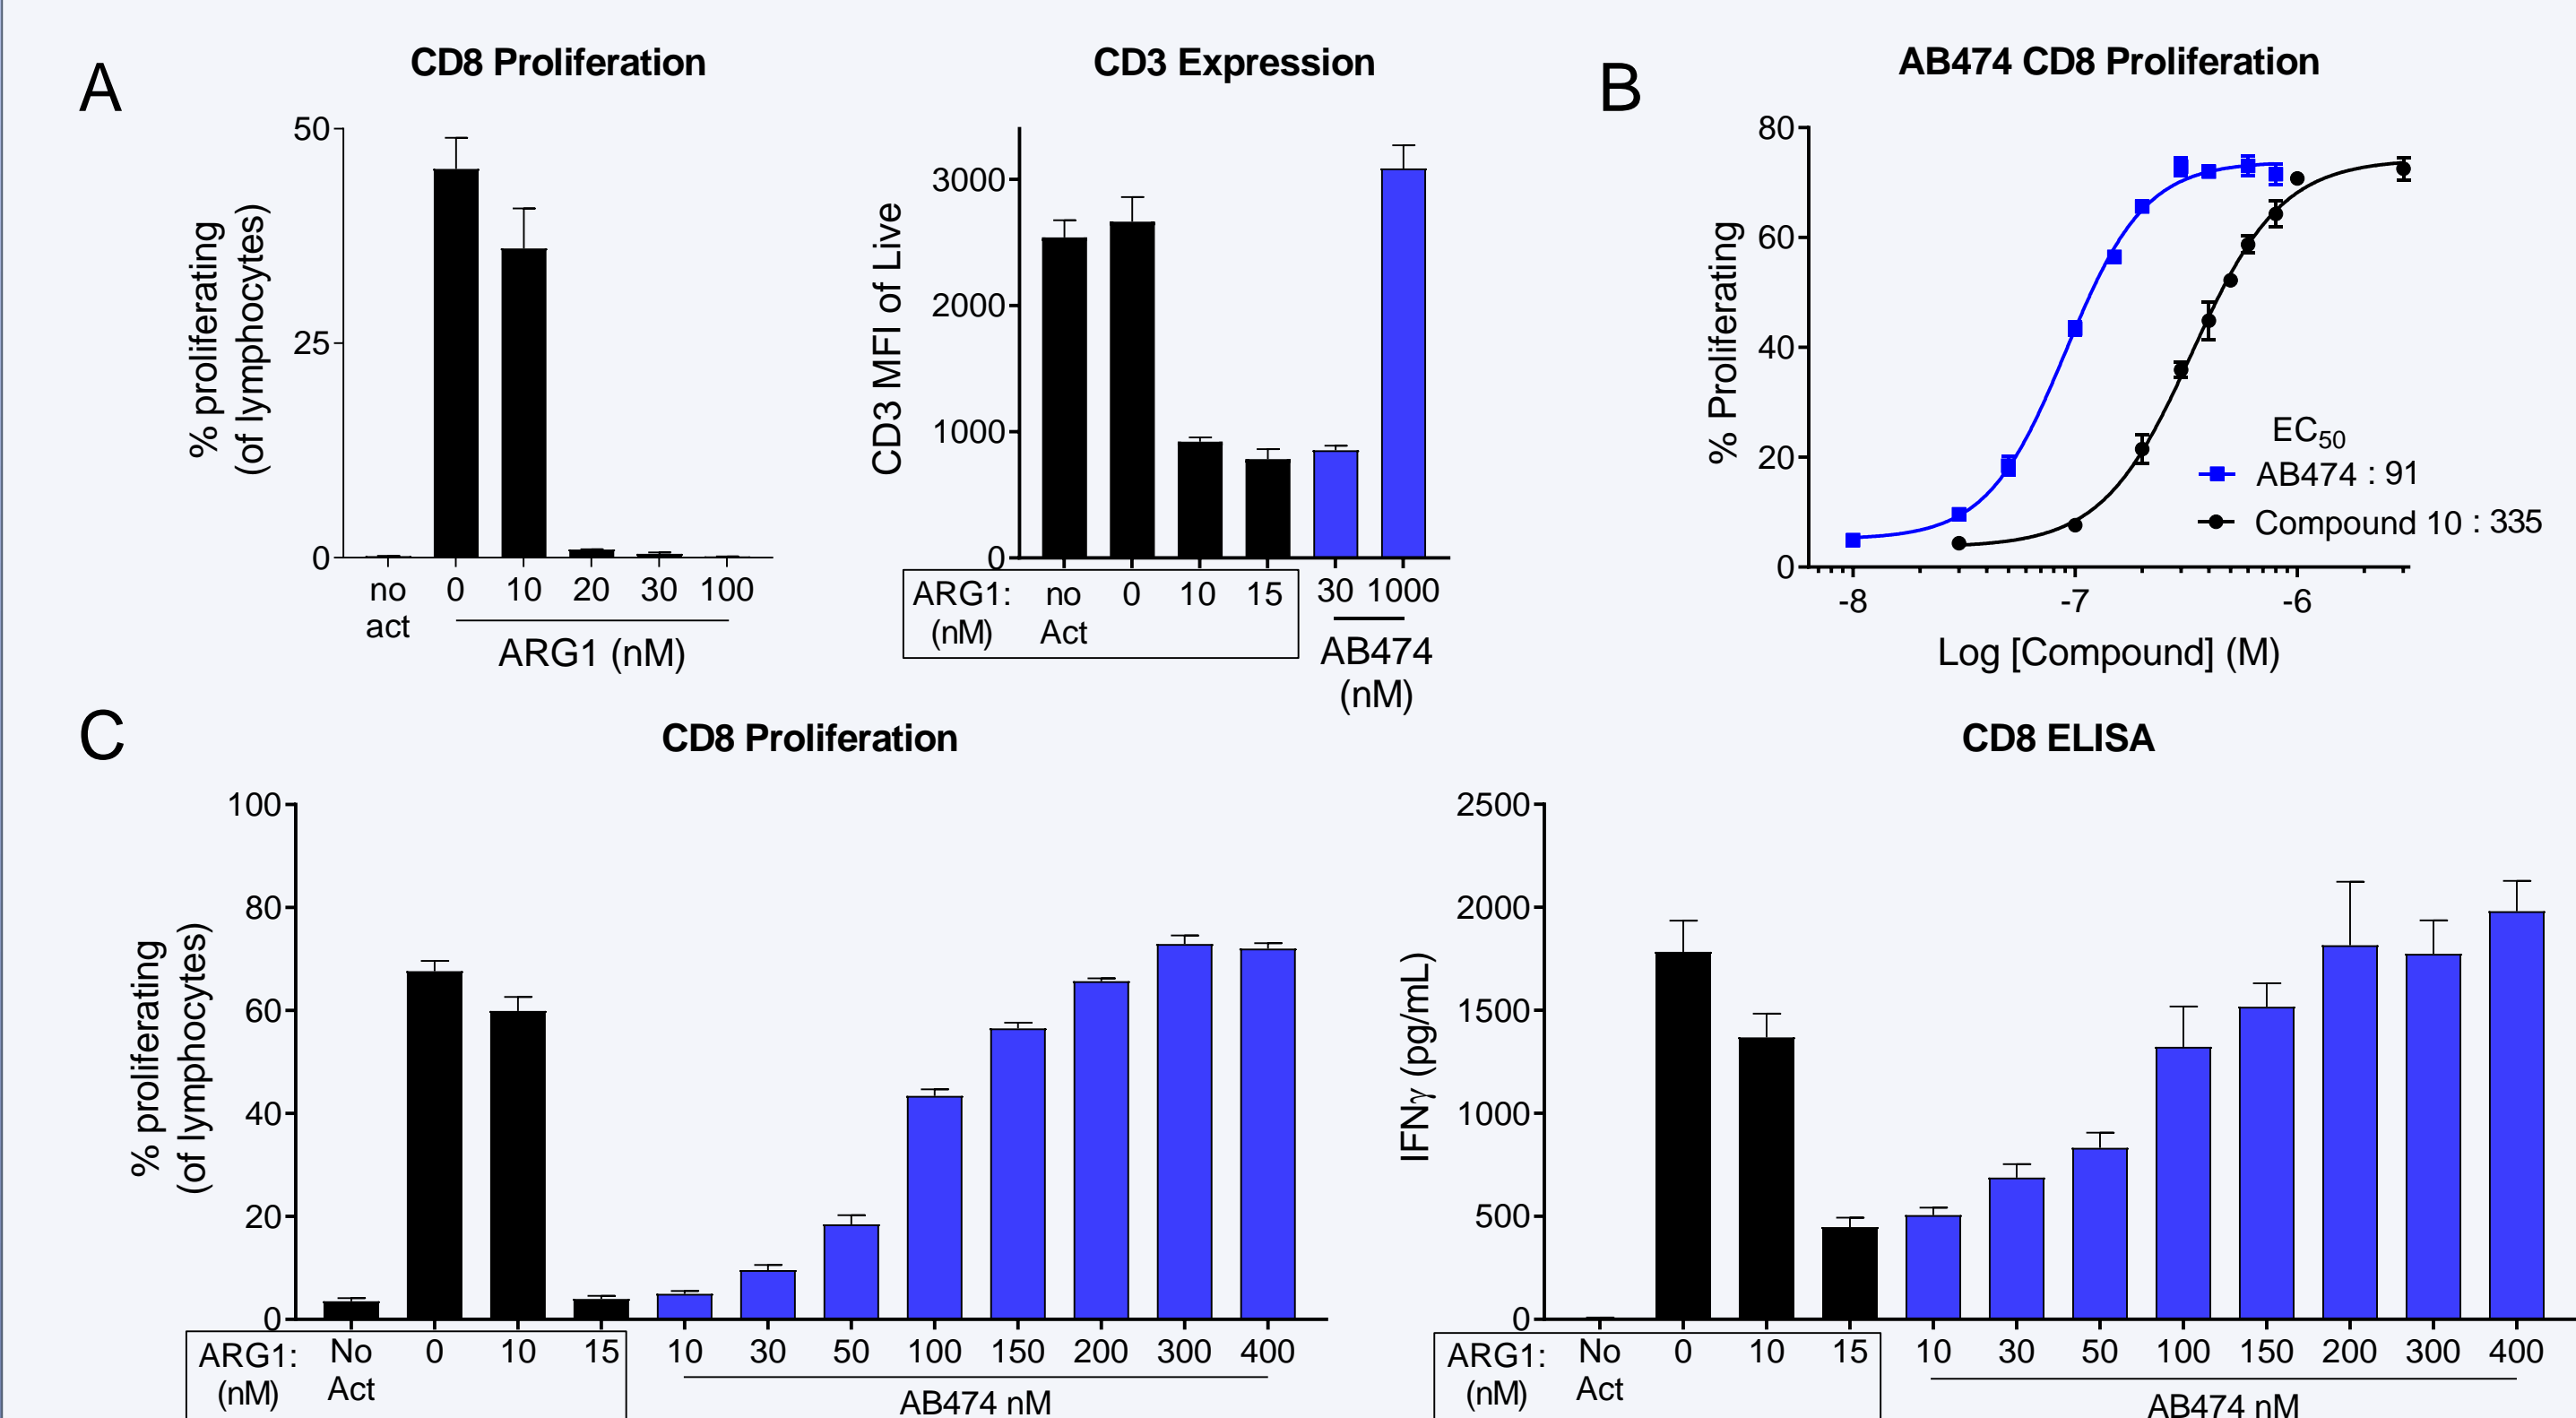 A
CD8 Proliferation
% proliferating
(of lymphocytes)
50
25
0
no
act
0
10
20
30
100
ARG1 (nM)
CD3 Expression
CD3 MFI of Live
3000
2000
1000
0
ARG1:
(nM)
no
Act
0
10
15
30
1000
AB474
(nM)
B
AB474 CD8 Proliferation
% Proliferating
80
60
40
20
0
-8
-7
-6
Log [Compound] (M)
EC50
AB474 : 91
Compound 10 : 335
C
CD8 Proliferation
% proliferating
(of lymphocytes)
100
80
60
40
20
0
ARG1:
(nM)
No
Act
0
10
15
10
30
50
100
150
200
300
400
AB474 nM
CD8 ELISA
IFNγ (pg/mL)
2500
2000
1500
1000
500
0
ARG1:
(nM)
No
Act
0
10
15
10
30
50
100
150
200
300
400
AB474 nM